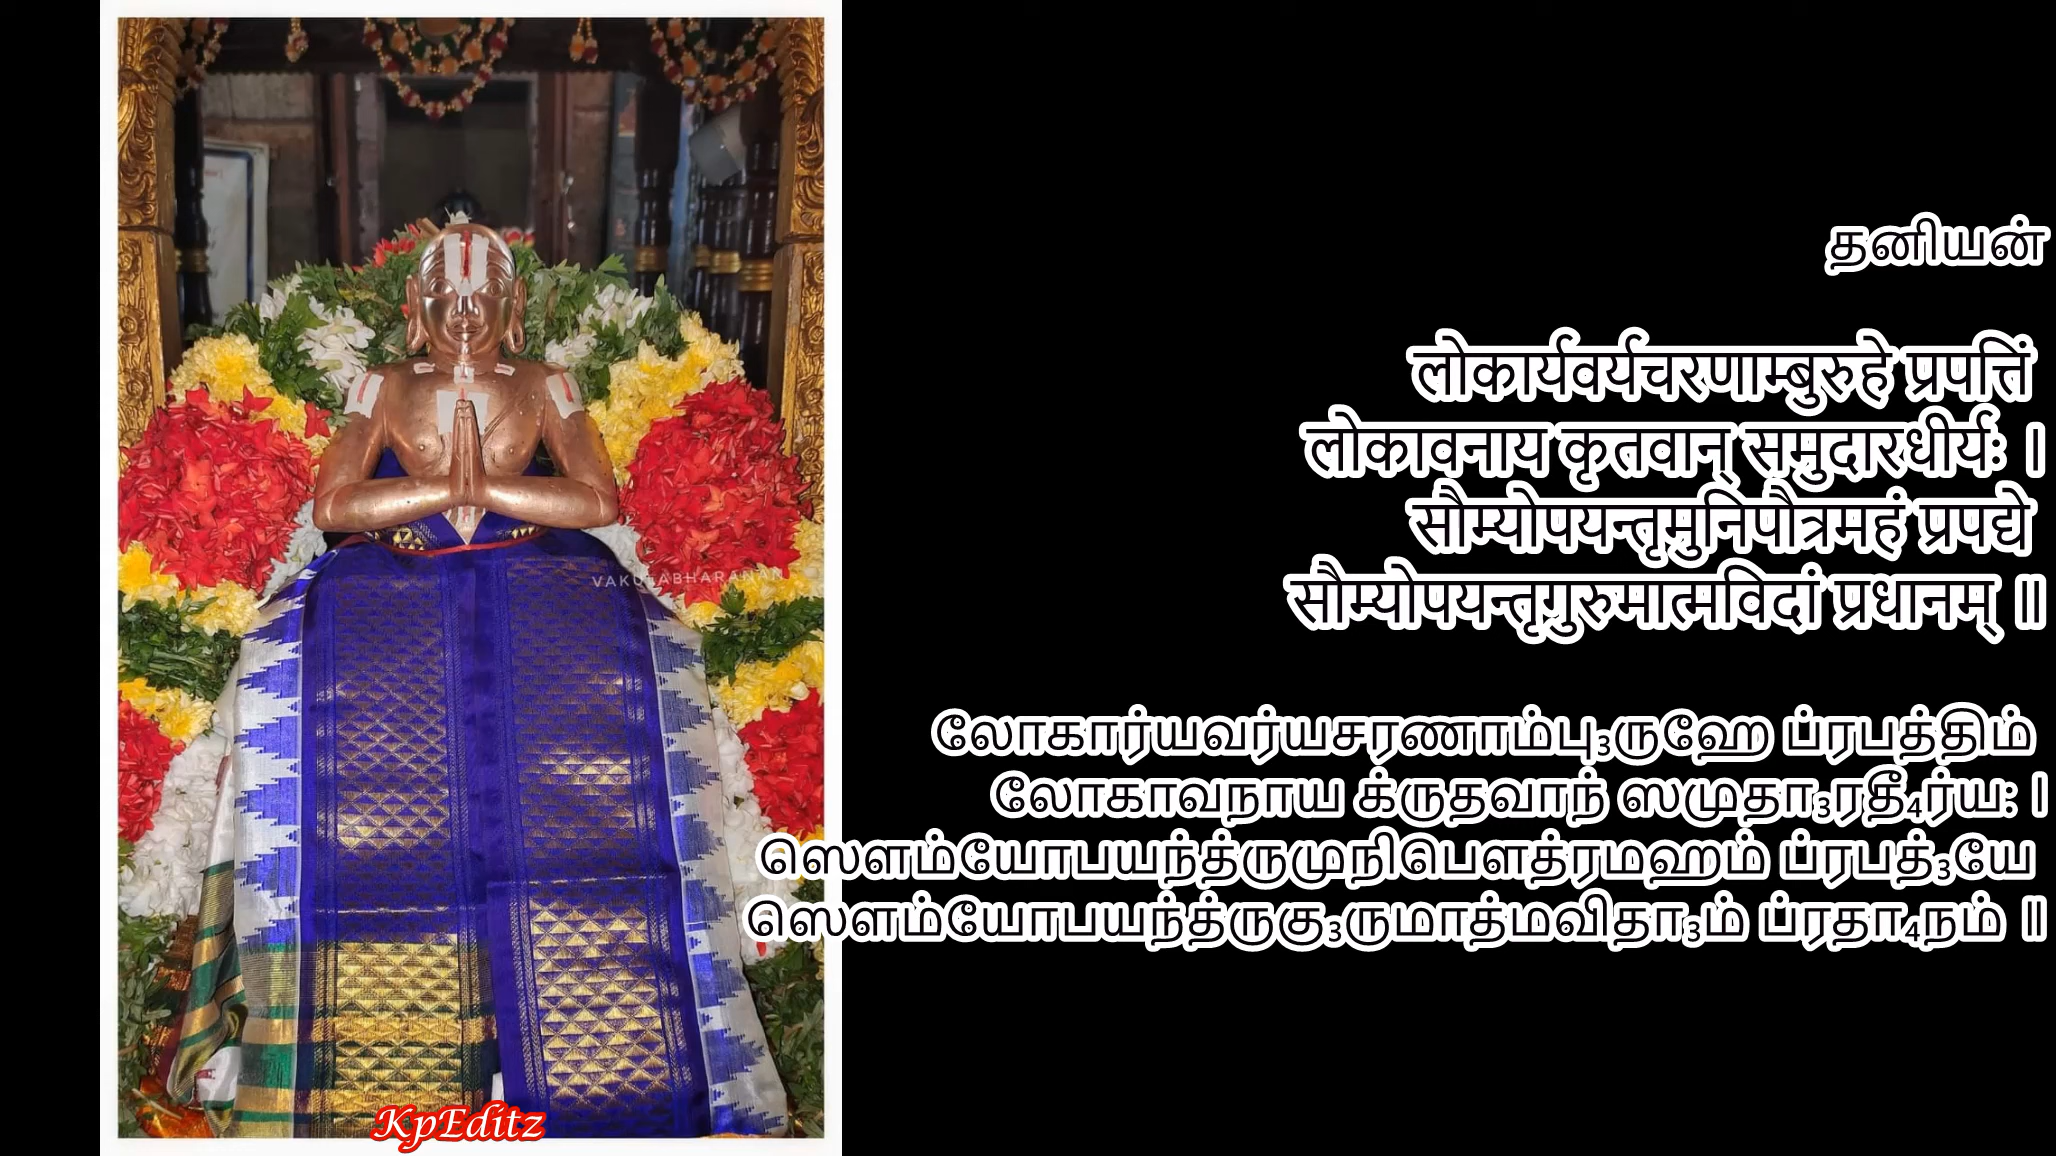 தனியன்
लोकार्यवर्यचरणाम्बुरुहे प्रपत्तिं
लोकावनाय कृतवान् समुदारधीर्यः ।
सौम्योपयन्तृमुनिपौत्रमहं प्रपद्ये
सौम्योपयन्तृगुरुमात्मविदां प्रधानम् ॥
லோகார்யவர்யசரணாம்பு₃ருஹே ப்ரபத்திம்
லோகாவநாய க்ருதவாந் ஸமுதா₃ரதீ₄ர்ய: |
ஸௌம்யோபயந்த்ருமுநிபௌத்ரமஹம் ப்ரபத்₃யே
ஸௌம்யோபயந்த்ருகு₃ருமாத்மவிதா₃ம் ப்ரதா₄நம் ||
VAKULABHARANAN
KpEditz